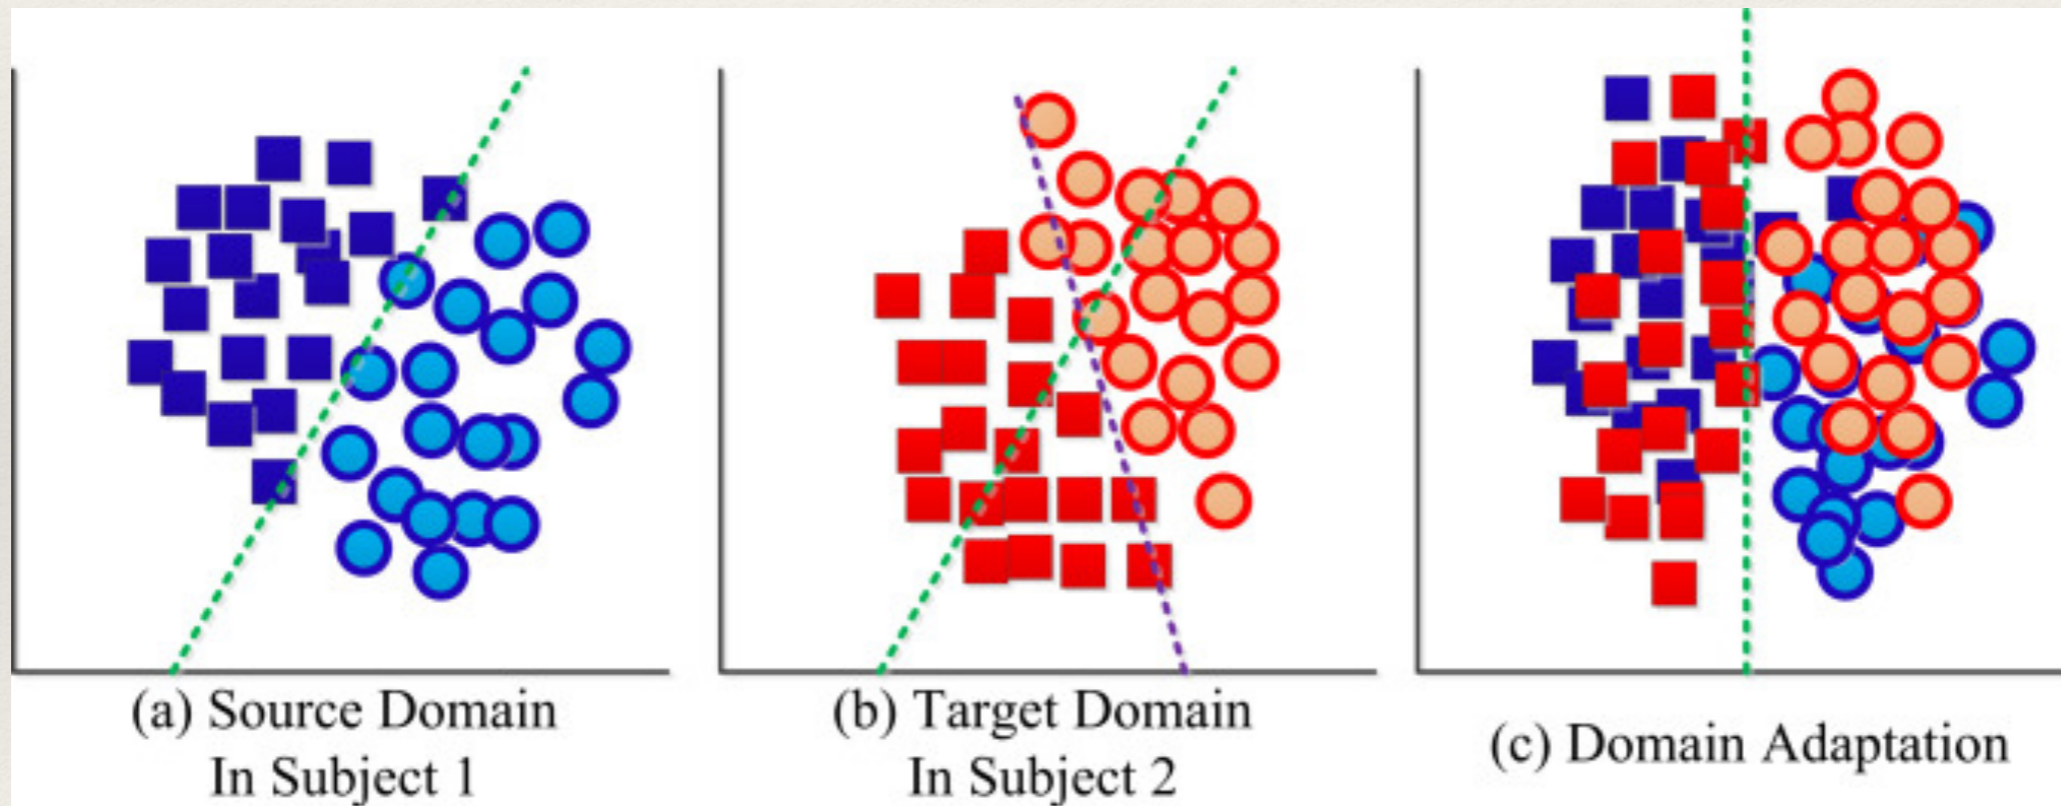 (a) Source Domain
In Subject 1
(b) Target Domain
In Subject 2
(c) Domain Adaptation